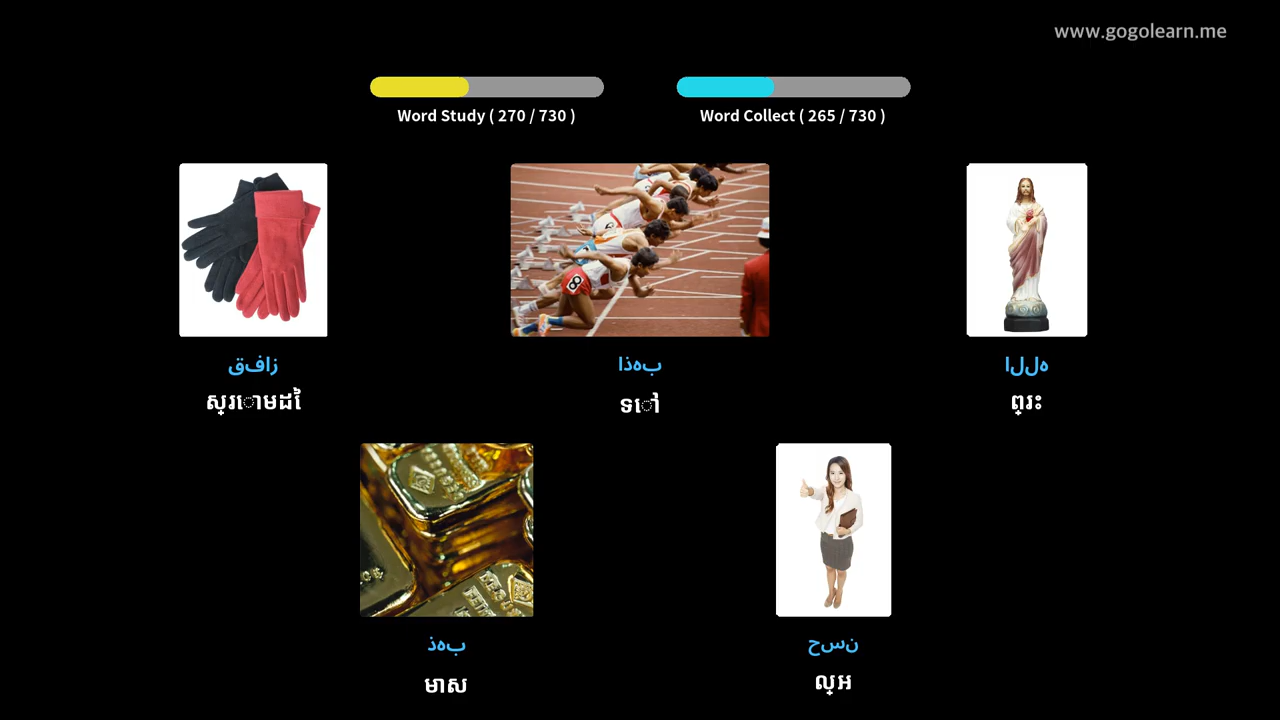 www.gogolearn.me
Word Study ( 270 / 730 )
Word Collect ( 265 / 730 )
قفاز
ស្រោមដៃ
اذهب
ទៅ
الله
ព្រះ
ذهب
មាស
حسن
ល្អ